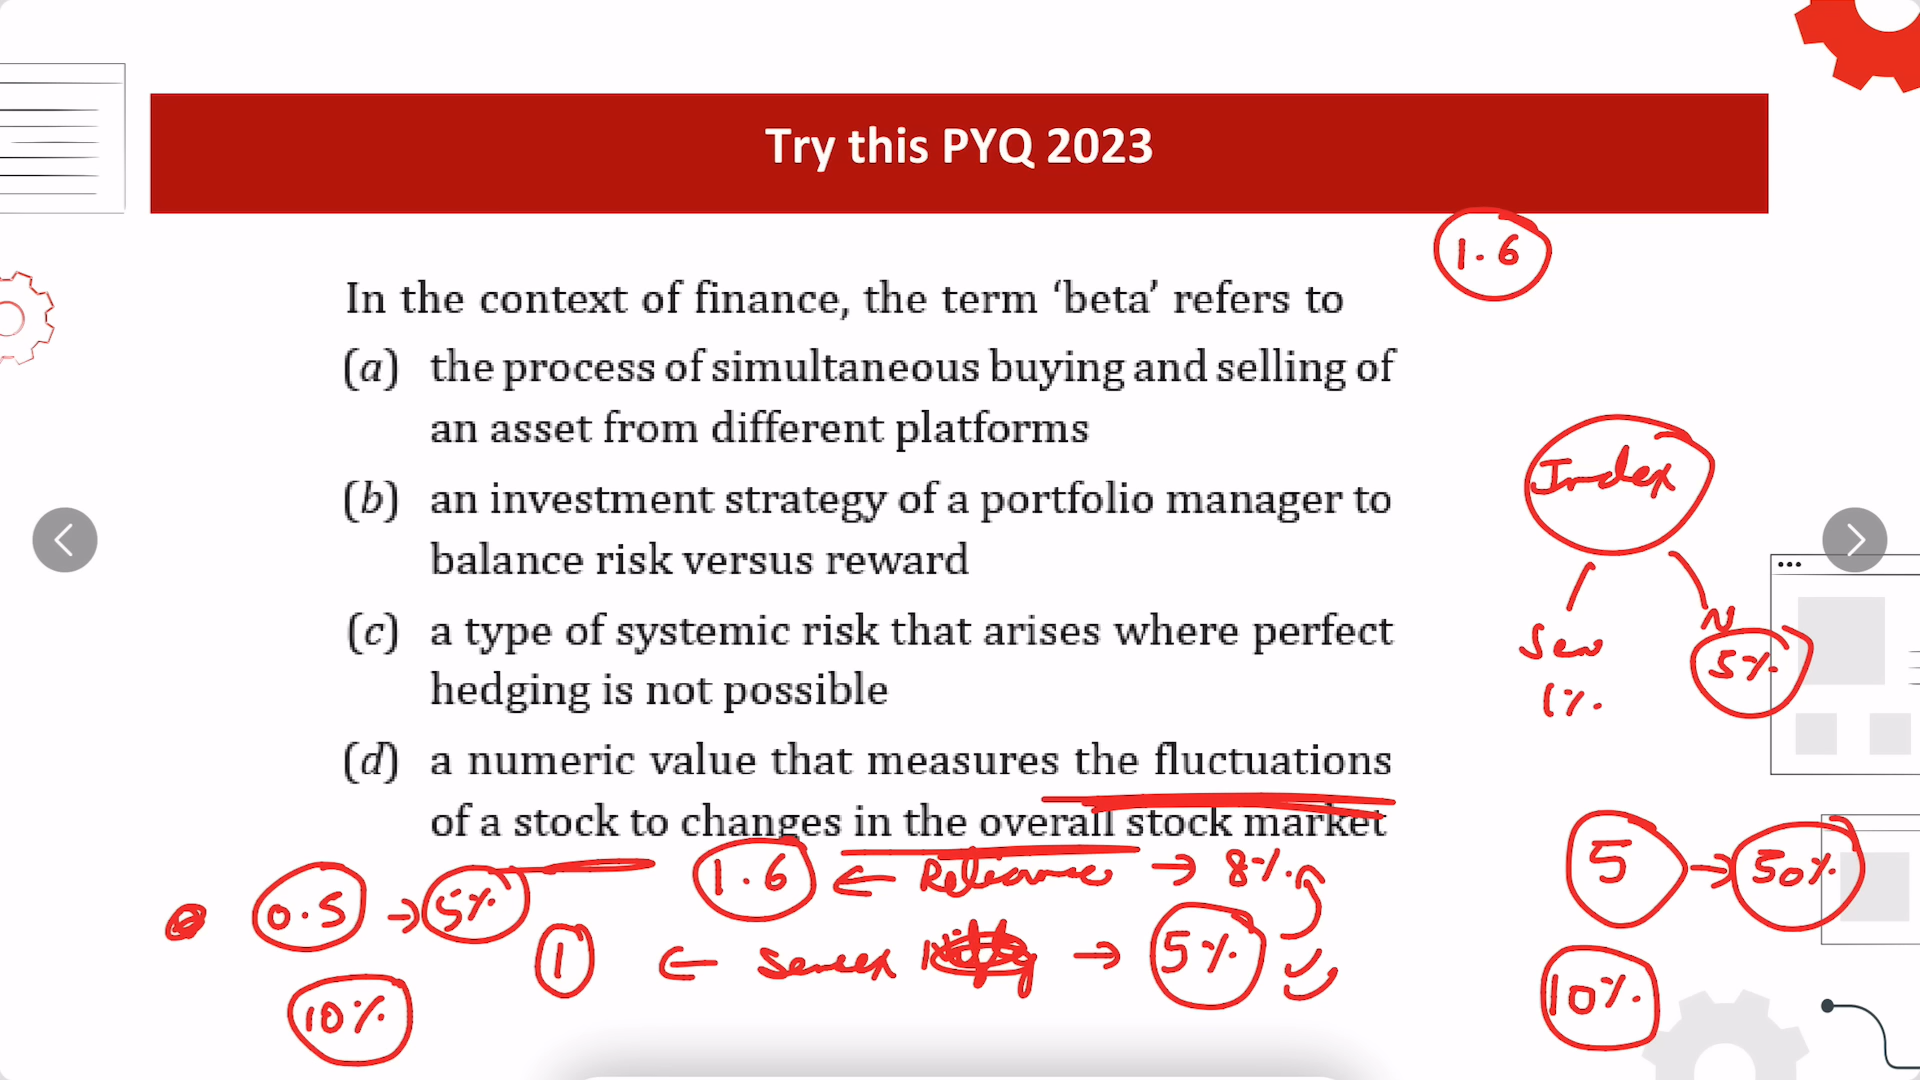 Try this PYQ 2023
1.6
In the context of finance, the term ‘beta’ refers to
(a) the process of simultaneous buying and selling of
an asset from different platforms
(b) an investment strategy of a portfolio manager to
balance risk versus reward
(c) a type of systemic risk that arises where perfect
hedging is not possible
(d) a numeric value that measures the fluctuations
of a stock to changes in the overall stock market
Index
Sen N
1% 5%
0.5 → 5% 1.6 ← Reliance → 8%
1 ← Sensex → 5%
10%
5 → 50%
10%